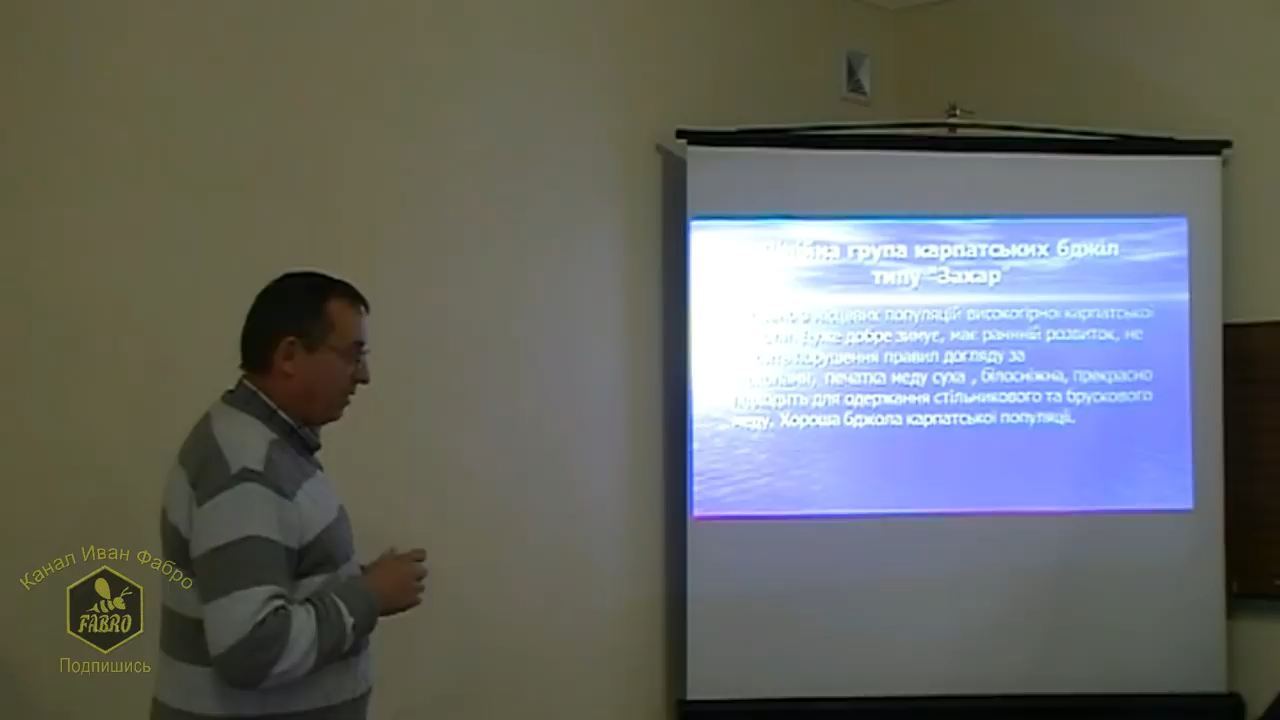 група карпатських бджіл
типу "Захар"
місцевих популяцій високогірної карпатської
дуже добре зимує, має ранній розвиток, не
порушення правил догляду за
печатка меду суха , білосніжна, прекрасно
підходить для одержання стільникового та брускового
меду. Хороша бджола карпатської популяції.
Канал Иван Фабро
FABRO
Подпишись